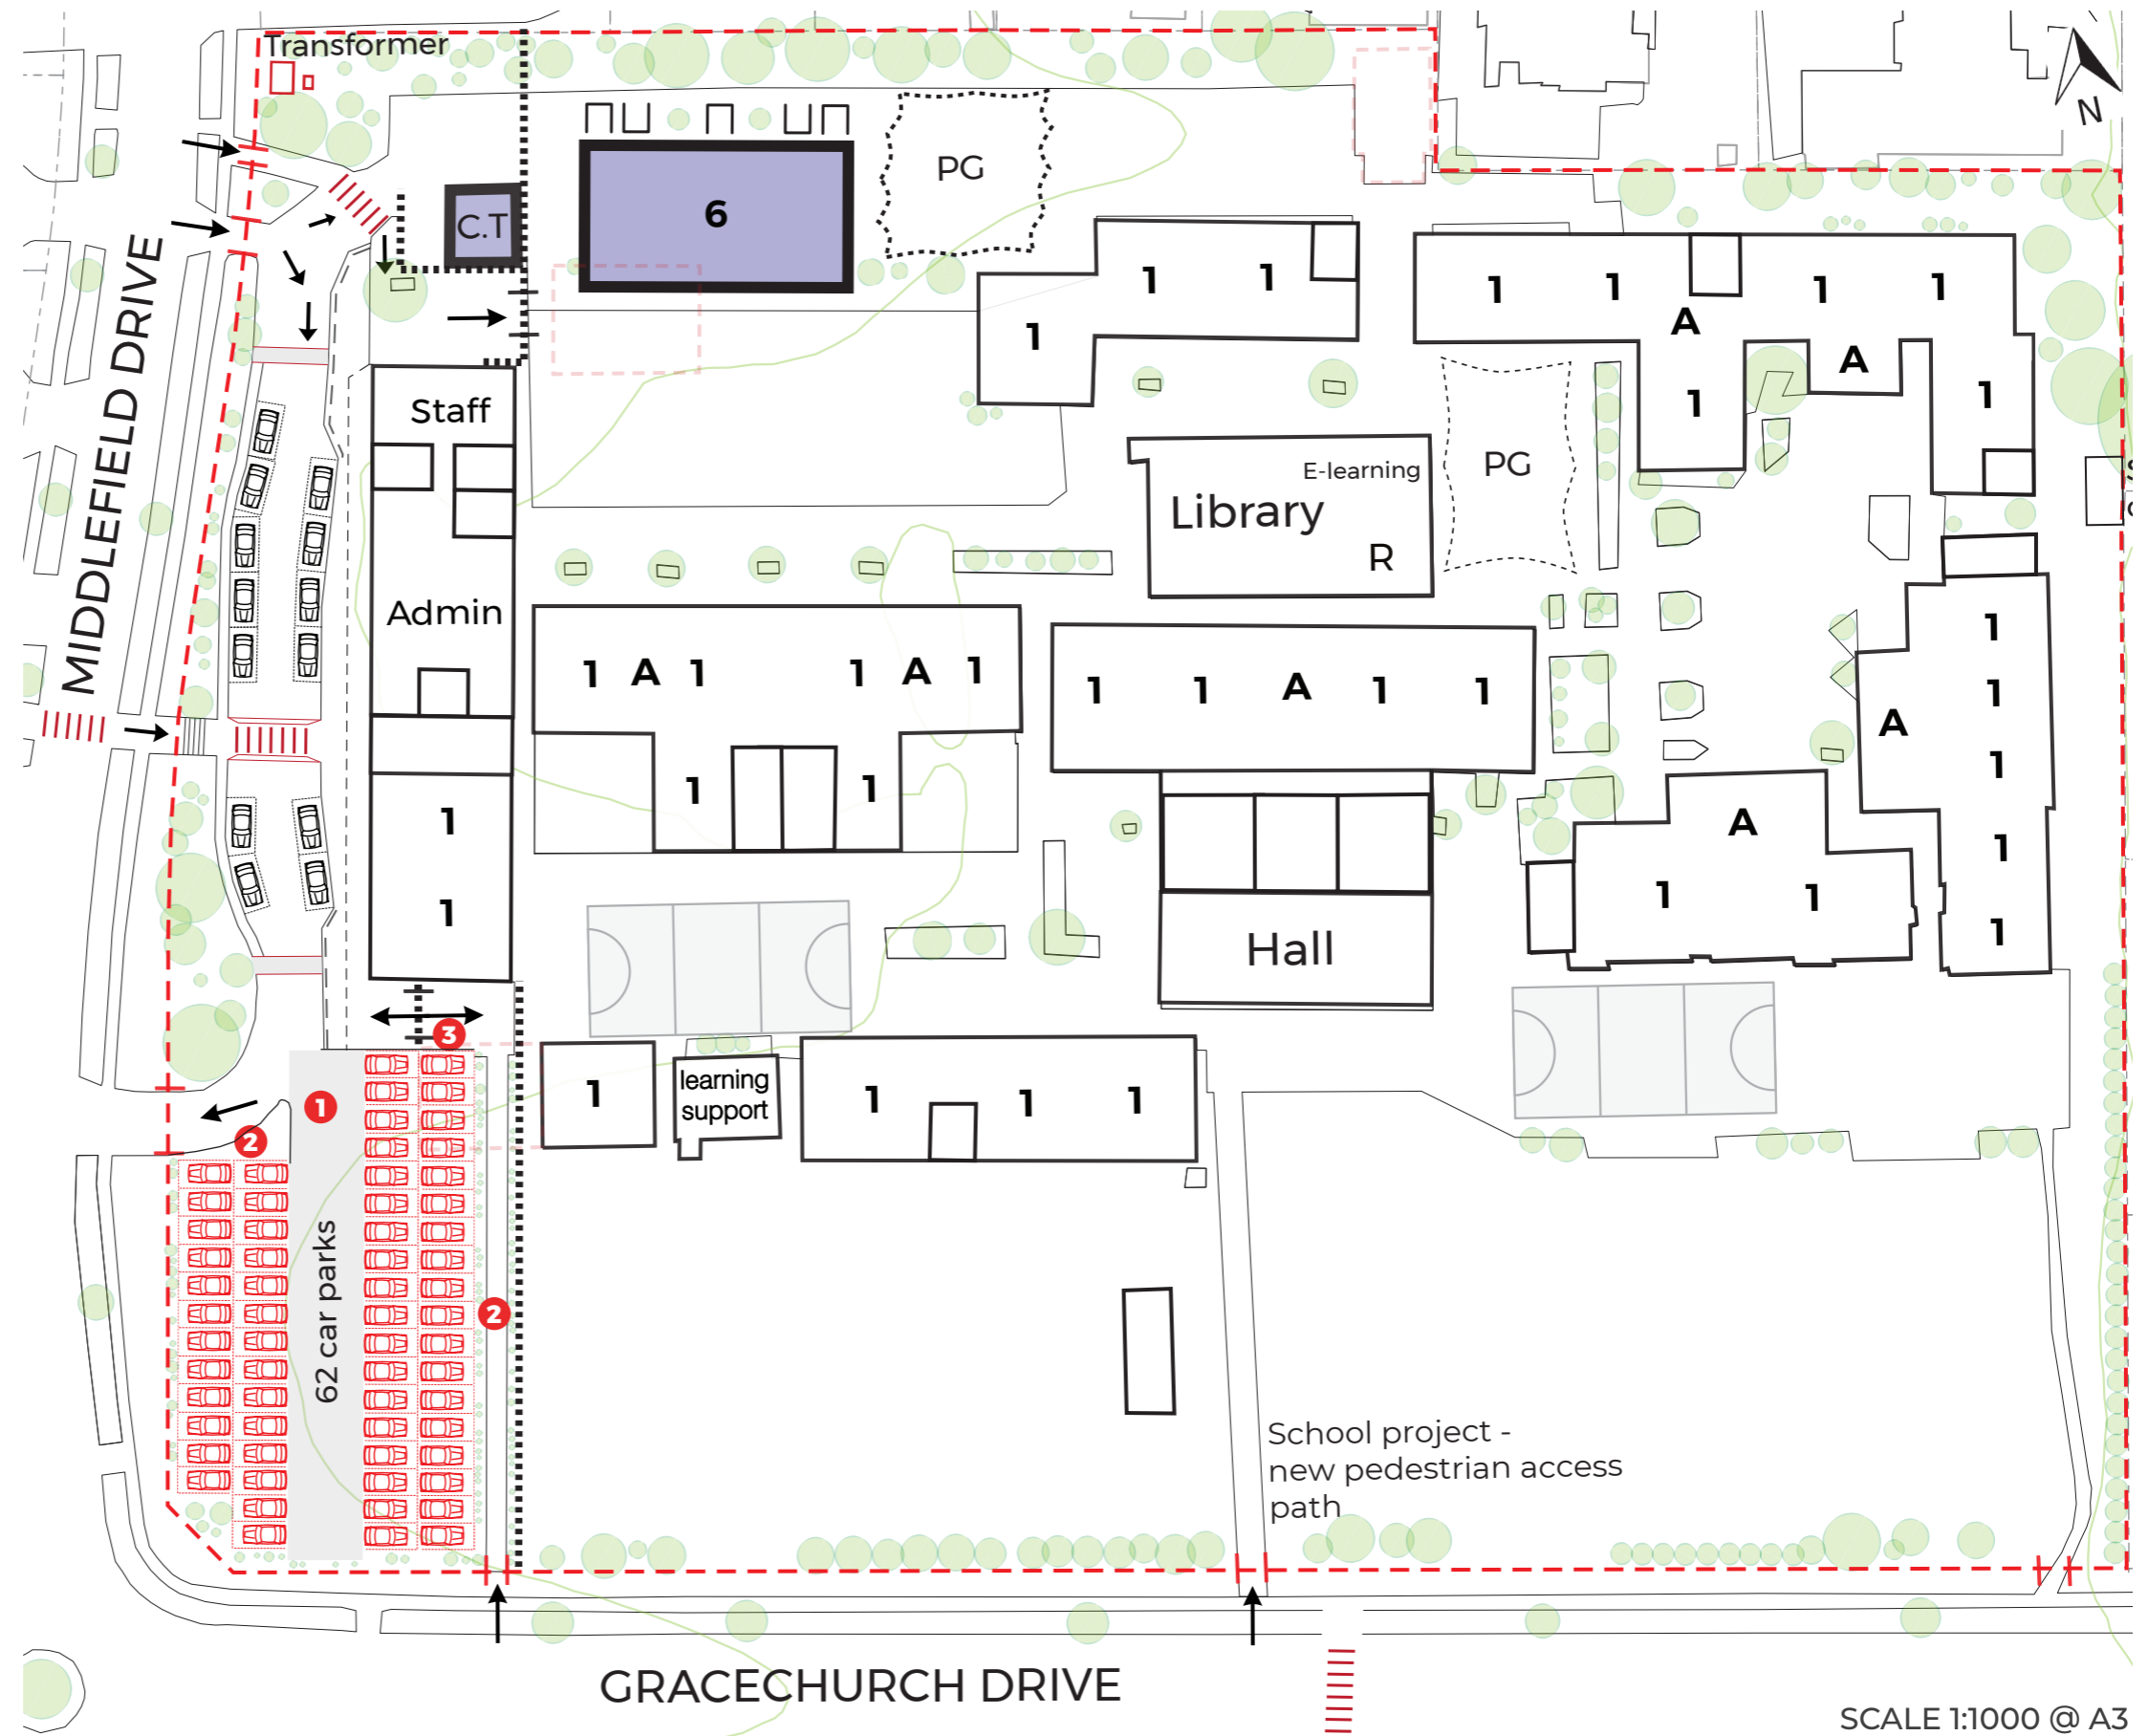 Transformer
N
PG
6
C.T
MIDDLEFIELD DRIVE
1 1
1
1 1 1 1
A
A
1
1
Staff
E-learning
Library
R
PG
Admin
1 A 1 1 A 1
1 1
1 1 A 1 1
1
1
A
1
1
1
1
1
1
A
1 1
Hall
3
1
2
1
learning
support
1 1 1
62 car parks
2
School project -
new pedestrian access
path
GRACECHURCH DRIVE
SCALE 1:1000 @ A3